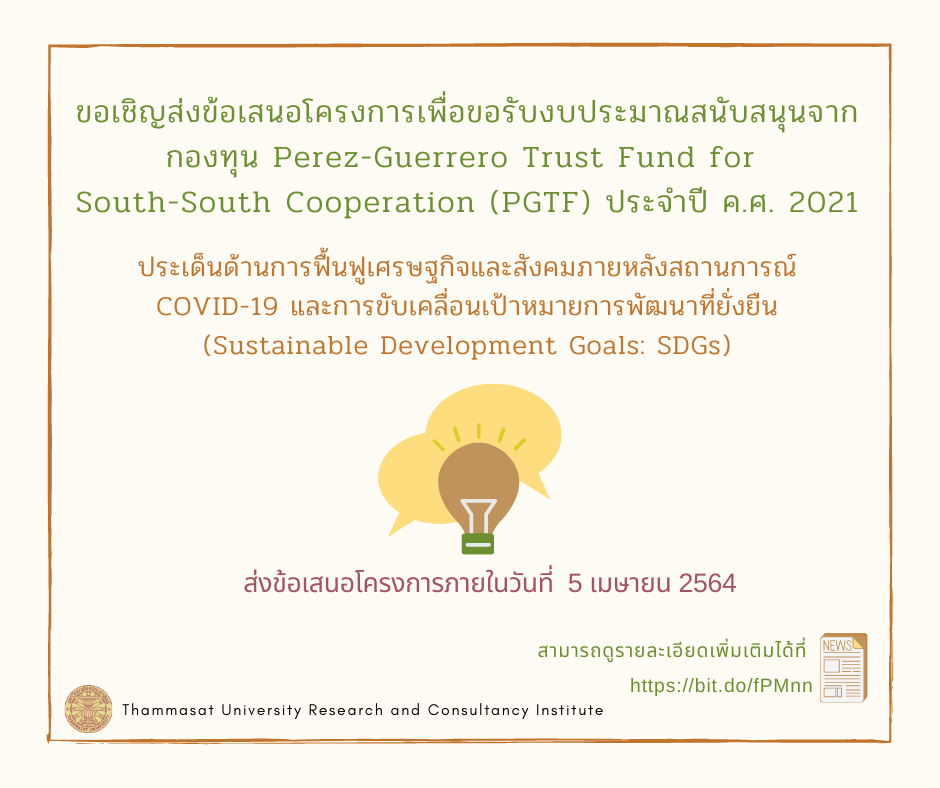 ขอเชิญส่งข้อเสนอโครงการเพื่อขอรับงบประมาณสนับสนุนจาก
กองทุน Perez-Guerrero Trust Fund for
South-South Cooperation (PGTF) ประจำปี ค.ศ. 2021
ประเด็นด้านการฟื้นฟูเศรษฐกิจและสังคมภายหลังสถานการณ์
COVID-19 และการขับเคลื่อนเป้าหมายการพัฒนาที่ยั่งยืน
(Sustainable Development Goals: SDGs)
ส่งข้อเสนอโครงการภายในวันที่ 5 เมษายน 2564
สามารถดูรายละเอียดเพิ่มเติมได้ที่
NEWS
https://bit.do/fPMnn
Thammasat University Research and Consultancy Institute